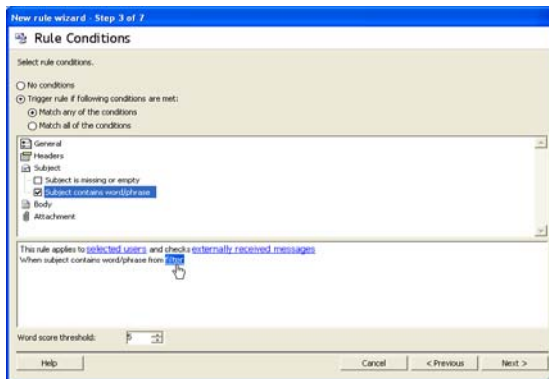 New rule wizard - Step 3 of 7
Rule Conditions
Select rule conditions.
No conditions
Trigger rule if following conditions are met:
Match any of the conditions
Match all of the conditions
General
Headers
Subject
Subject is missing or empty
Subject contains word/phrase
Body
Attachment
This rule applies to selected users and checks externally received messages
When subject contains word/phrase from filter
Word score threshold: 5
Help Cancel < Previous Next >